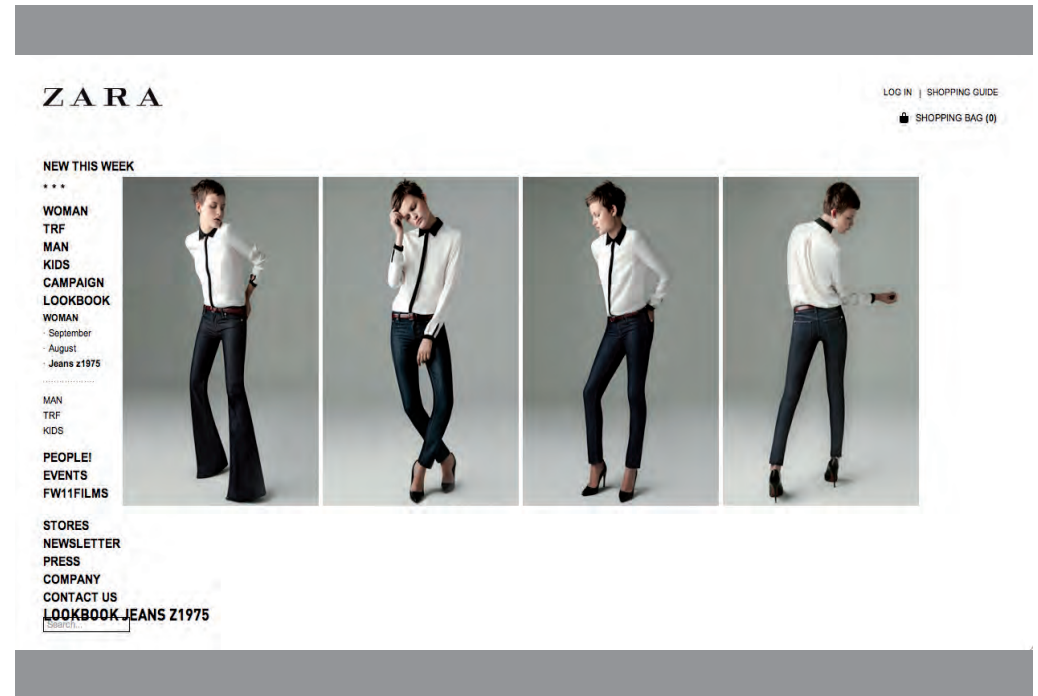 ZARA
LOG IN | SHOPPING GUIDE
SHOPPING BAG (0)
NEW THIS WEEK
* * *
WOMAN
TRF
MAN
KIDS
CAMPAIGN
LOOKBOOK
WOMAN
· September
· August
· Jeans z1975
MAN
TRF
KIDS
PEOPLE!
EVENTS
FW11FILMS
STORES
NEWSLETTER
PRESS
COMPANY
CONTACT US
LOOKBOOK JEANS Z1975
Search...